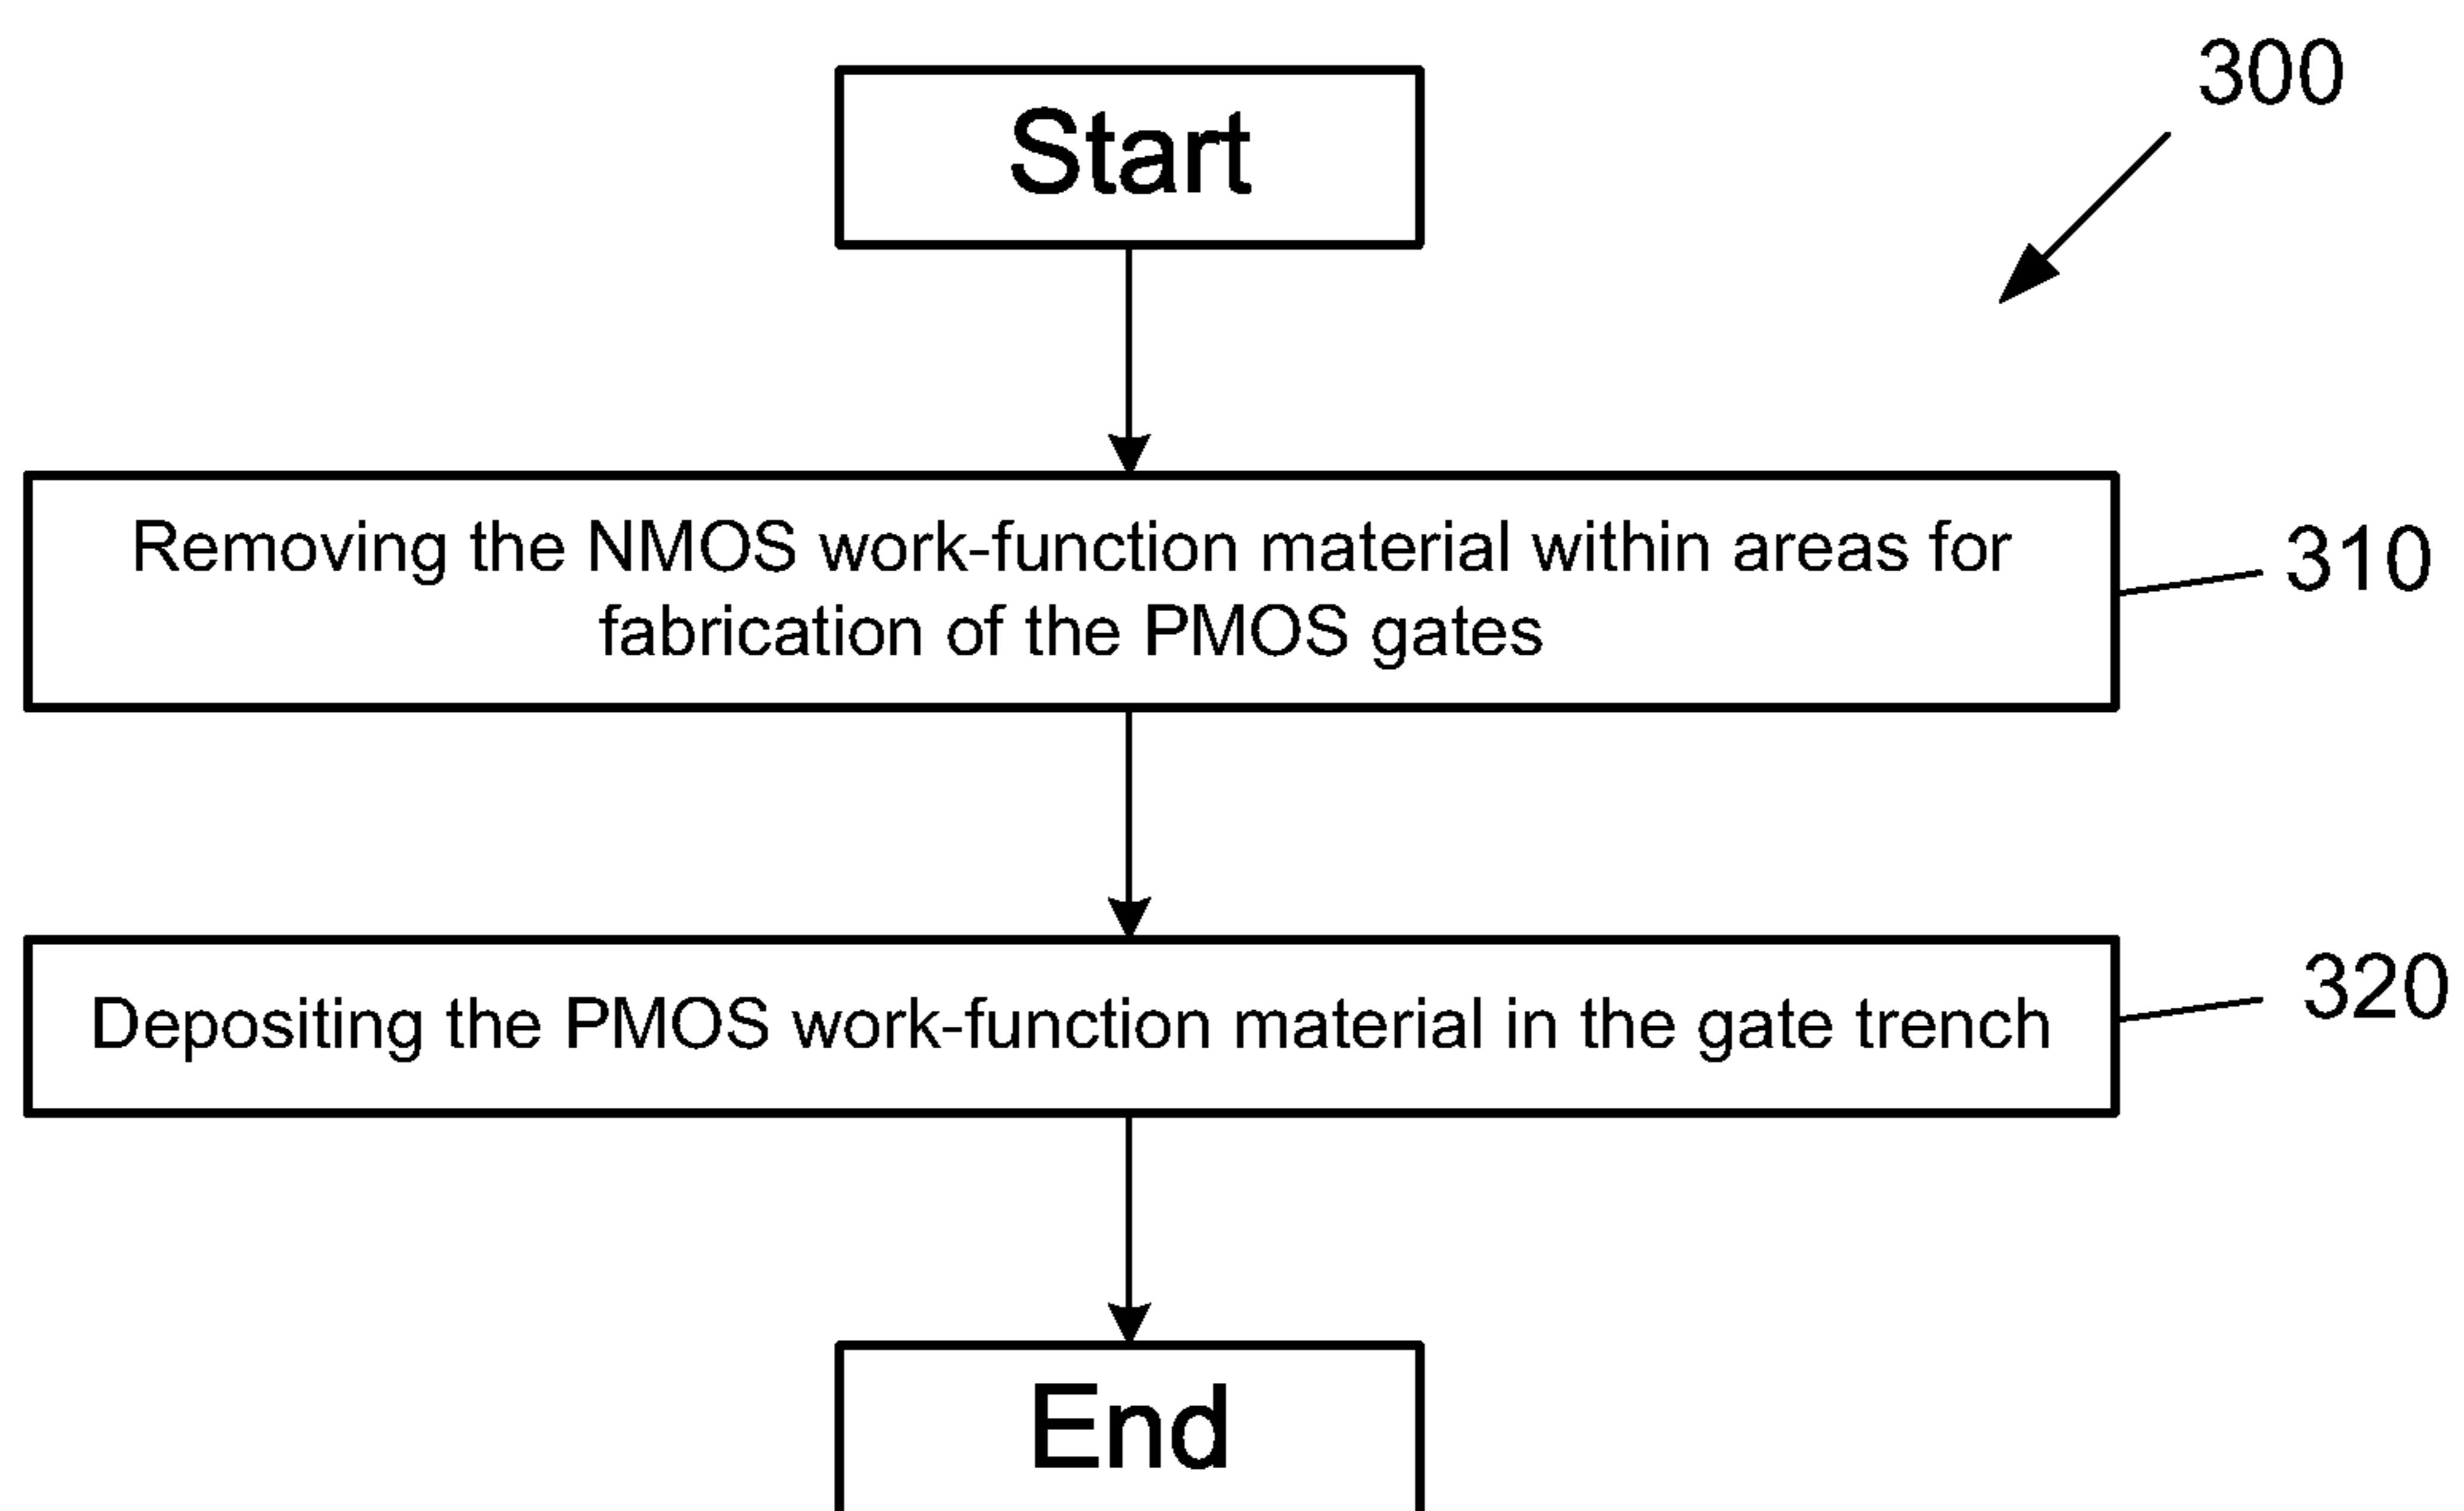 Start
300
Removing the NMOS work-function material within areas for
fabrication of the PMOS gates
310
Depositing the PMOS work-function material in the gate trench
320
End